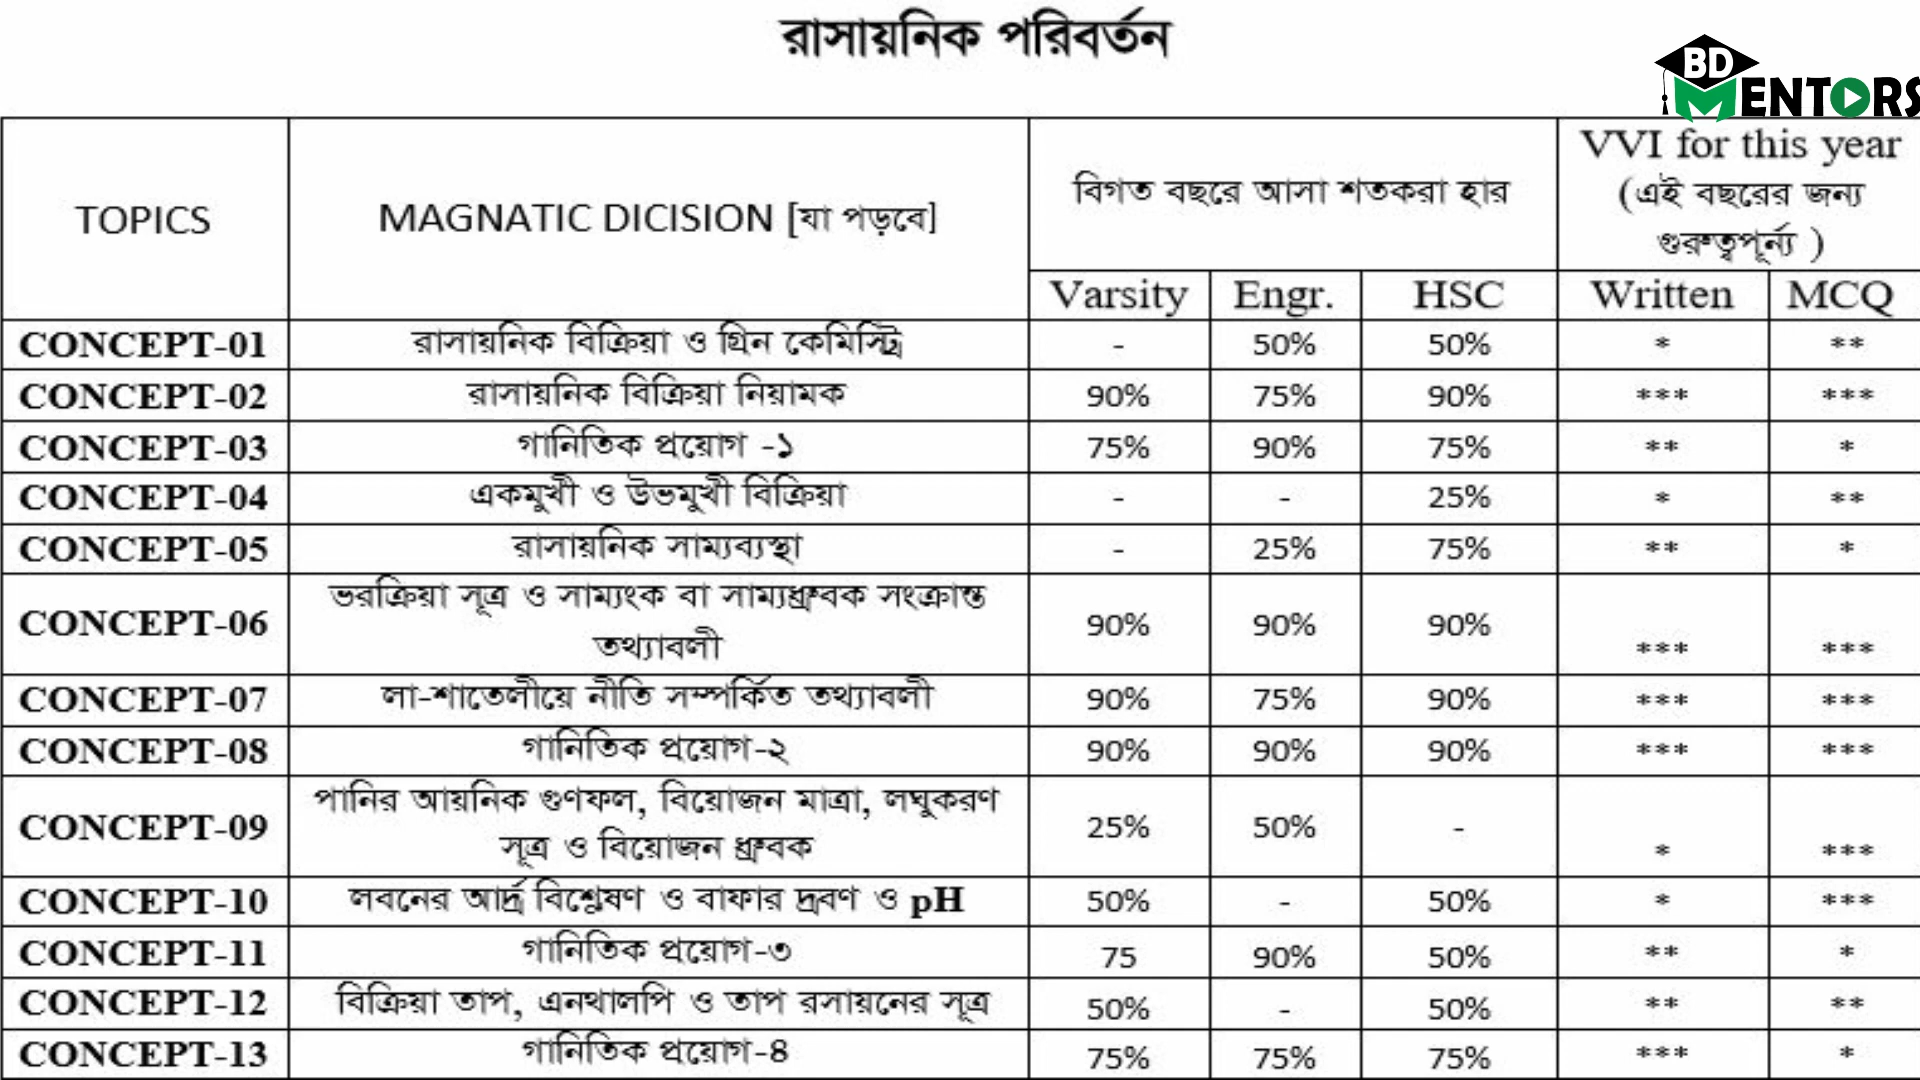 রাসায়নিক পরিবর্তন
BD
MENTORS
TOPICS
MAGNATIC DICISION [যা পড়বে]
বিগত বছরে আসা শতকরা হার
VVI for this year
(এই বছরের জন্য
গুরুত্বপূর্ন্য )
Varsity Engr. HSC Written MCQ
CONCEPT-01 রাসায়নিক বিক্রিয়া ও গ্রিন কেমিস্ট্রি - 50% 50% * **
CONCEPT-02 রাসায়নিক বিক্রিয়া নিয়ামক 90% 75% 90% *** ***
CONCEPT-03 গানিতিক প্রয়োগ -১ 75% 90% 75% ** *
CONCEPT-04 একমুখী ও উভমুখী বিক্রিয়া - - 25% * **
CONCEPT-05 রাসায়নিক সাম্যব্যস্থা - 25% 75% ** *
CONCEPT-06 ভরক্রিয়া সূত্র ও সাম্যংক বা সাম্যধ্রুবক সংক্রান্ত
তথ্যাবলী 90% 90% 90% *** ***
CONCEPT-07 লা-শাতেলীয়ে নীতি সম্পর্কিত তথ্যাবলী 90% 75% 90% *** ***
CONCEPT-08 গানিতিক প্রয়োগ-২ 90% 90% 90% *** ***
CONCEPT-09 পানির আয়নিক গুণফল, বিয়োজন মাত্রা, লঘুকরণ
সূত্র ও বিয়োজন ধ্রুবক 25% 50% - * ***
CONCEPT-10 লবনের আর্দ্র বিশ্লেষণ ও বাফার দ্রবণ ও pH 50% - 50% * ***
CONCEPT-11 গানিতিক প্রয়োগ-৩ 75 90% 50% ** *
CONCEPT-12 বিক্রিয়া তাপ, এনথালপি ও তাপ রসায়নের সূত্র 50% - 50% ** **
CONCEPT-13 গানিতিক প্রয়োগ-৪ 75% 75% 75% *** *